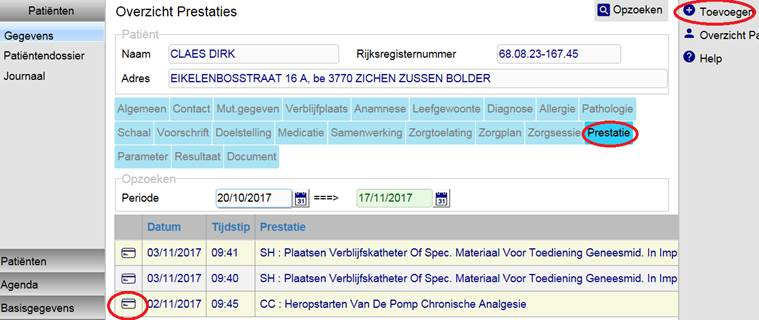 Patiënten
Overzicht Prestaties
Opzoeken
Toevoegen
Gegevens
Patiëntendossier
Journaal
Overzicht Pa
Help
Patiënt
Naam CLAES DIRK Rijksregisternummer 68.08.23-167.45
Adres EIKELENBOSSTRAAT 16 A, be 3770 ZICHEN ZUSSEN BOLDER
Algemeen Contact Mut.gegeven Verblijfplaats Anamnese Leefgewoonte Diagnose Allergie Pathologie
Schaal Voorschrift Doelstelling Medicatie Samenwerking Zorgtoelating Zorgplan Zorgsessie Prestatie
Parameter Resultaat Document
Opzoeken
Periode 20/10/2017 ===> 17/11/2017
Datum Tijdstip Prestatie
03/11/2017 09:41 SH : Plaatsen Verblijfskatheter Of Spec. Materiaal Voor Toediening Geneesmid. In Imp
03/11/2017 09:40 SH : Plaatsen Verblijfskatheter Of Spec. Materiaal Voor Toediening Geneesmid. In Imp
02/11/2017 09:45 CC : Heropstarten Van De Pomp Chronische Analgesie
Patiënten
Agenda
Basisgegevens